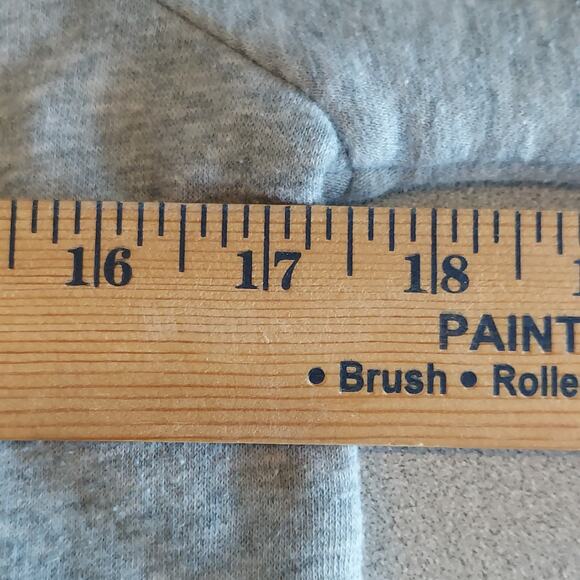 16 17 18
PAINT
• Brush • Rolle